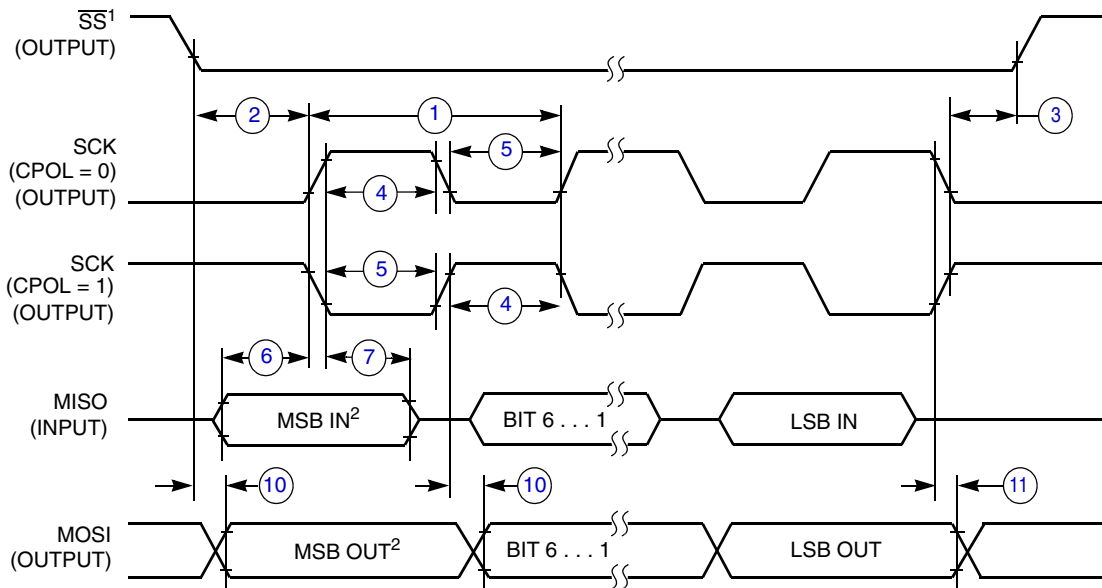 SS1
(OUTPUT)
2
1
3
SCK
(CPOL = 0)
(OUTPUT)
5
4
SCK
(CPOL = 1)
(OUTPUT)
5
4
6
7
MISO
(INPUT)
MSB IN2
BIT 6 . . . 1
LSB IN
10
10
11
MOSI
(OUTPUT)
MSB OUT2
BIT 6 . . . 1
LSB OUT